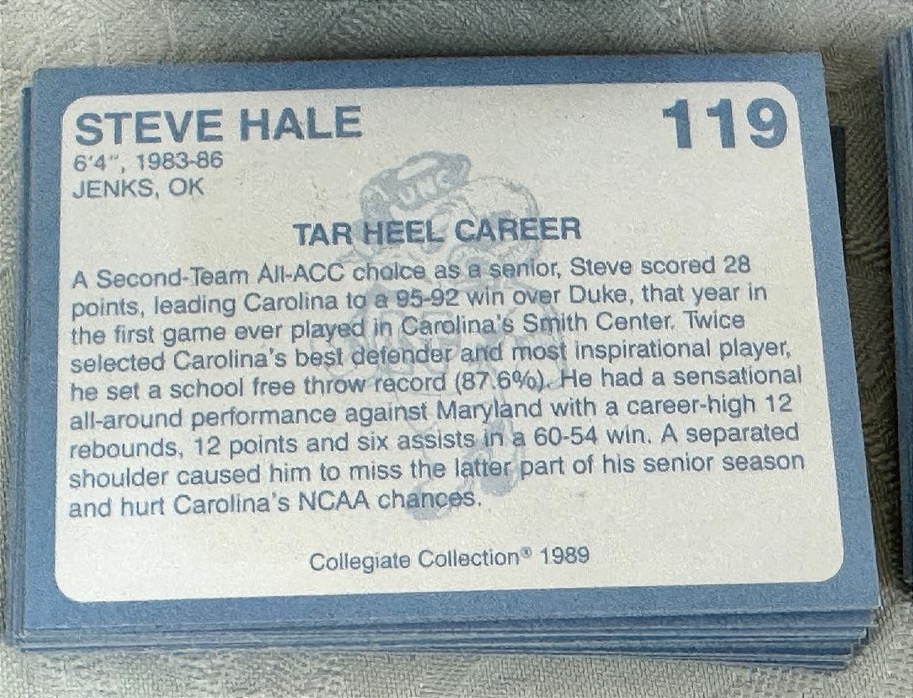 STEVE HALE
119
6'4", 1983-86
JENKS, OK
UNC
TAR HEEL CAREER
A Second-Team All-ACC choice as a senior, Steve scored 28
points, leading Carolina to a 95-92 win over Duke, that year in
the first game ever played in Carolina's Smith Center. Twice
selected Carolina's best defender and most inspirational player,
he set a school free throw record (87.6%). He had a sensational
all-around performance against Maryland with a career-high 12
rebounds, 12 points and six assists in a 60-54 win. A separated
shoulder caused him to miss the latter part of his senior season
and hurt Carolina's NCAA chances.
Collegiate Collection® 1989